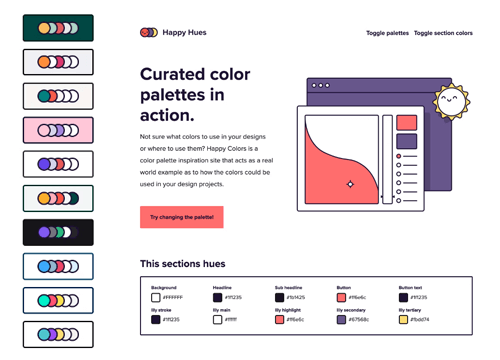 Happy Hues
Toggle palettes Toggle section colors
Curated color
palettes in
action.
Not sure what colors to use in your designs
or where to use them? Happy Colors is a
color palette inspiration site that acts as a real
world example as to how the colors could be
used in your design projects.
Try changing the palette!
This sections hues
Background Headline Sub headline Button Button text
#FFFFFF #1f1235 #1b1425 #ff6e6c #1f1235
Illy stroke Illy main Illy highlight Illy secondary Illy tertiary
#1f1235 #ffffff #ff6e6c #67568c #fbdd74